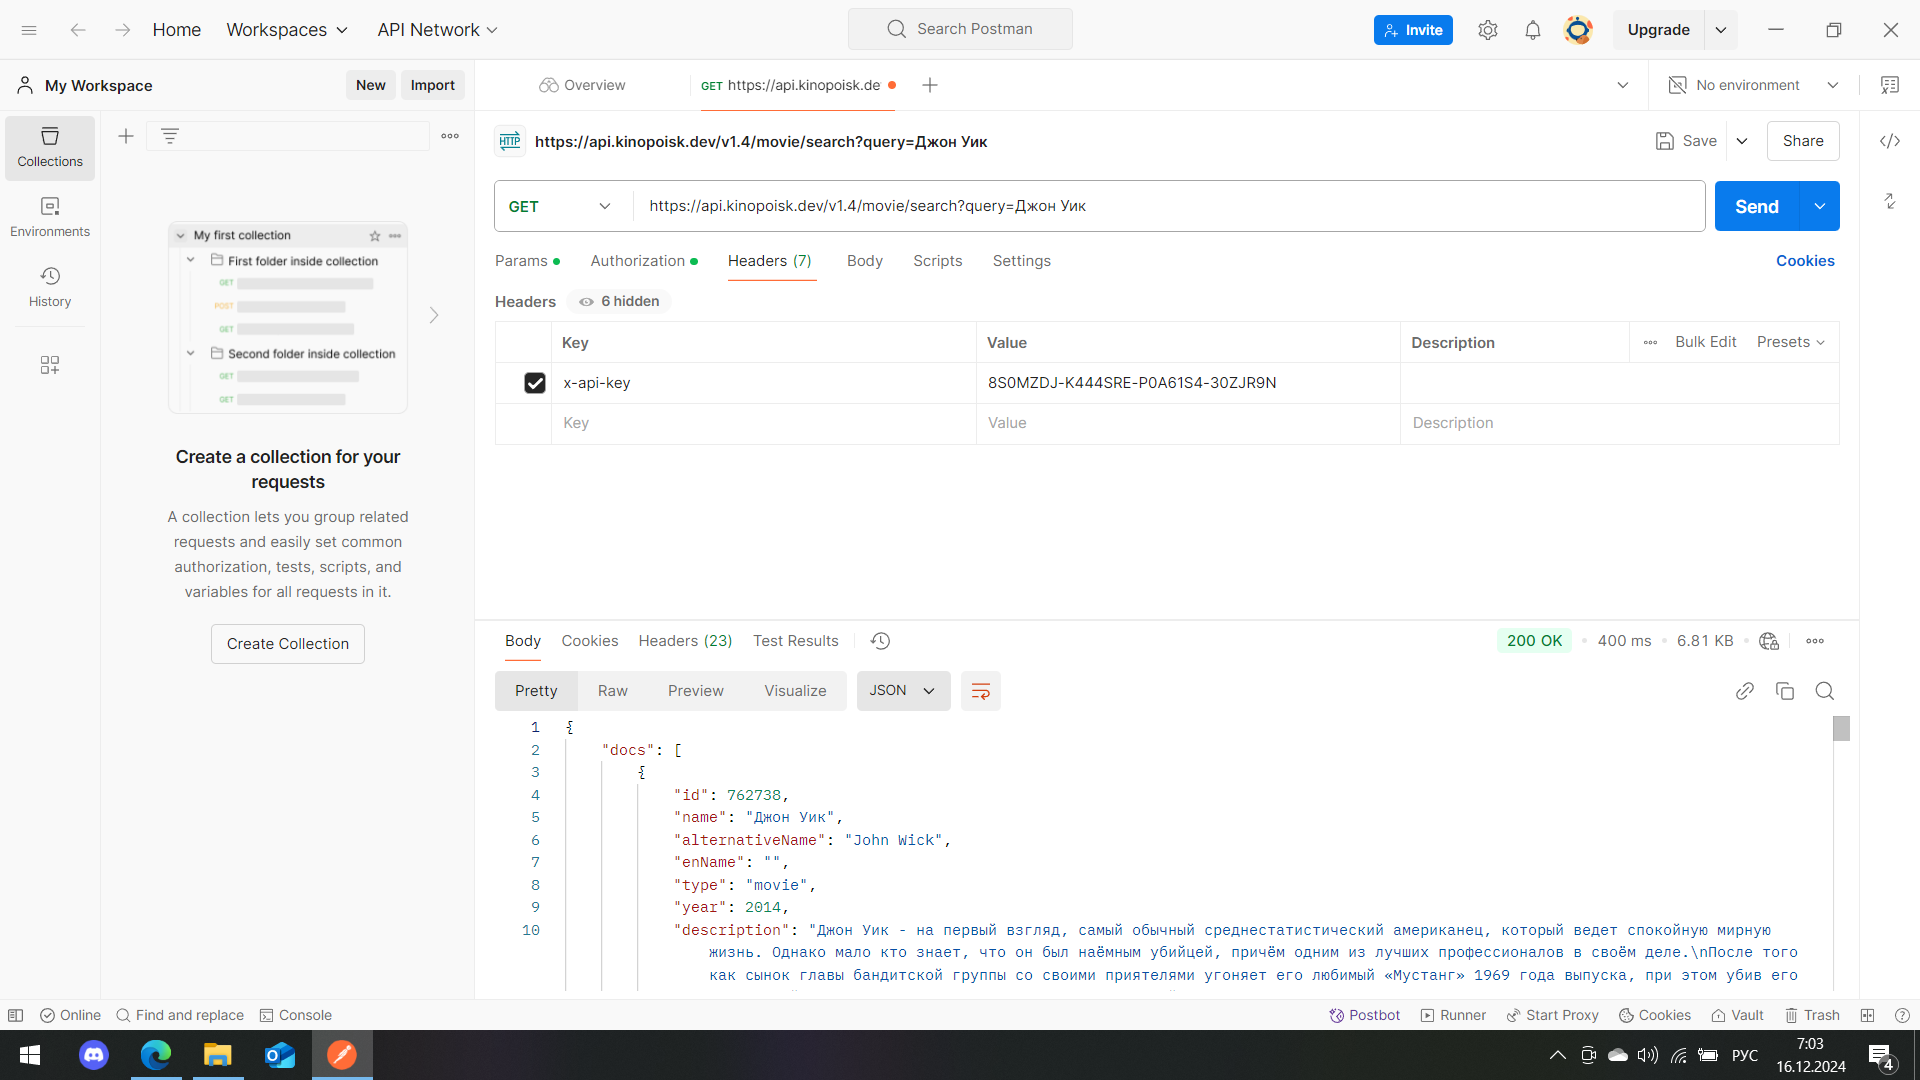 Home
Workspaces
API Network
Search Postman
Invite
Upgrade
My Workspace
New
Import
Overview
GET https://api.kinopoisk.de
No environment
Collections
Environments
History
My first collection
First folder inside collection
GET
POST
GET
Second folder inside collection
GET
GET
Create a collection for your
requests
A collection lets you group related
requests and easily set common
authorization, tests, scripts, and
variables for all requests in it.
Create Collection
HTTP
https://api.kinopoisk.dev/v1.4/movie/search?query=Джон Уик
Save
Share
GET
https://api.kinopoisk.dev/v1.4/movie/search?query=Джон Уик
Send
Params
Authorization
Headers (7)
Body
Scripts
Settings
Cookies
Headers
6 hidden
Key
Value
Description
Bulk Edit
Presets
x-api-key
8S0MZDJ-K444SRE-P0A61S4-30ZJR9N
Key
Value
Description
Body
Cookies
Headers (23)
Test Results
200 OK
400 ms
6.81 KB
Pretty
Raw
Preview
Visualize
JSON
1 {
2 "docs": [
3 {
4 "id": 762738,
5 "name": "Джон Уик",
6 "alternativeName": "John Wick",
7 "enName": "",
8 "type": "movie",
9 "year": 2014,
10 "description": "Джон Уик - на первый взгляд, самый обычный среднестатистический американец, который ведет спокойную мирную
жизнь. Однако мало кто знает, что он был наёмным убийцей, причём одним из лучших профессионалов в своём деле.\nПосле того
как сынок главы бандитской группы со своими приятелями угоняет его любимый «Мустанг» 1969 года выпуска, при этом убив его
Online
Find and replace
Console
Postbot
Runner
Start Proxy
Cookies
Vault
Trash
РУС
7:03
16.12.2024
4